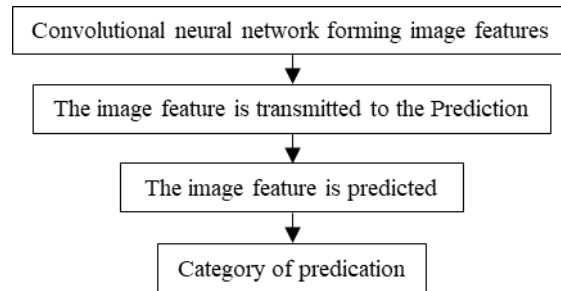 Convolutional neural network forming image features
The image feature is transmitted to the Prediction
The image feature is predicted
Category of predication